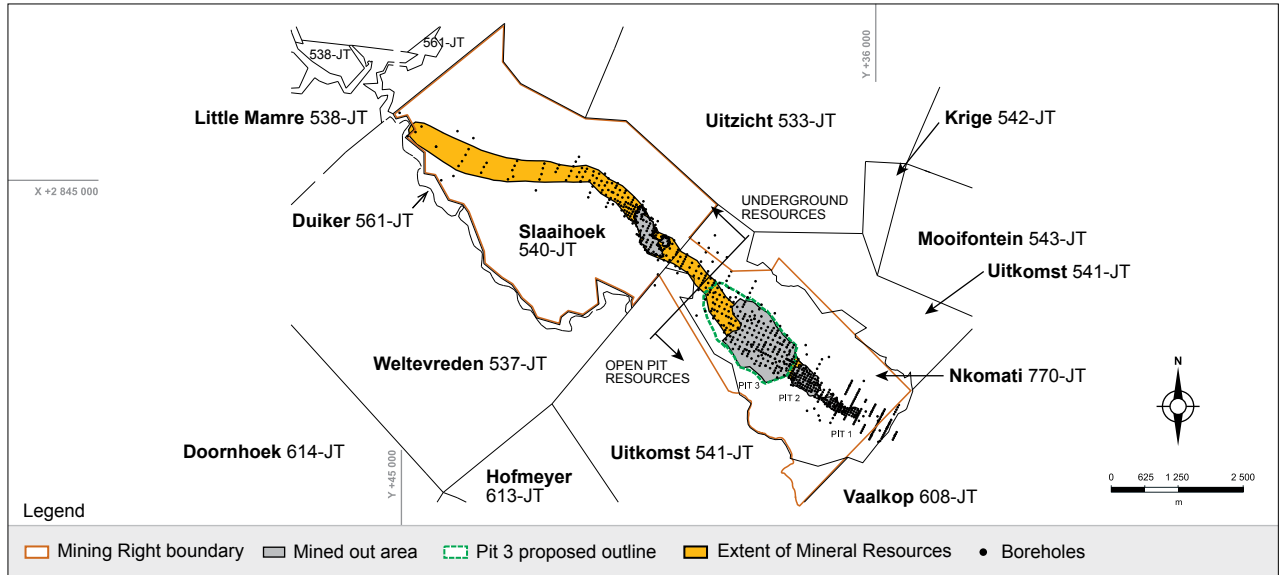 538-JT
561-JT
Y +36 000
Little Mamre 538-JT
Uitzicht 533-JT
Krige 542-JT
X +2 845 000
UNDERGROUND
RESOURCES
Duiker 561-JT
Slaaihoek
540-JT
Mooifontein 543-JT
Uitkomst 541-JT
Weltevreden 537-JT
OPEN PIT
RESOURCES
PIT 3
PIT 2
PIT 1
Nkomati 770-JT
N
Doornhoek 614-JT
Y +45 000
Hofmeyer
613-JT
Uitkomst 541-JT
Vaalkop 608-JT
0 625 1 250 2 500
m
Legend
Mining Right boundary Mined out area Pit 3 proposed outline Extent of Mineral Resources Boreholes